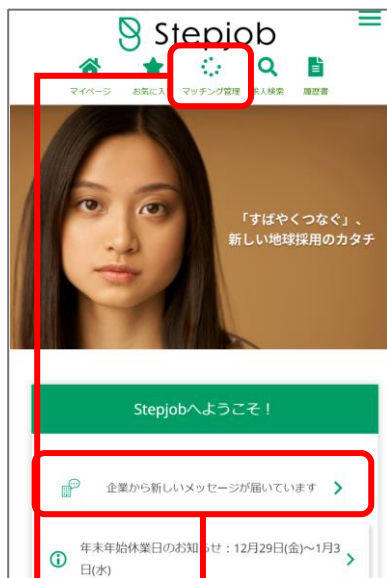 Stepjob
マイページ お気に入り マッチング管理 求人検索 履歴書
「すばやくつなぐ」、
新しい地球採用のカタチ
Stepjobへようこそ！
企業から新しいメッセージが届いています
年末年始休業日のお知らせ：12月29日(金)～1月3
日(水)